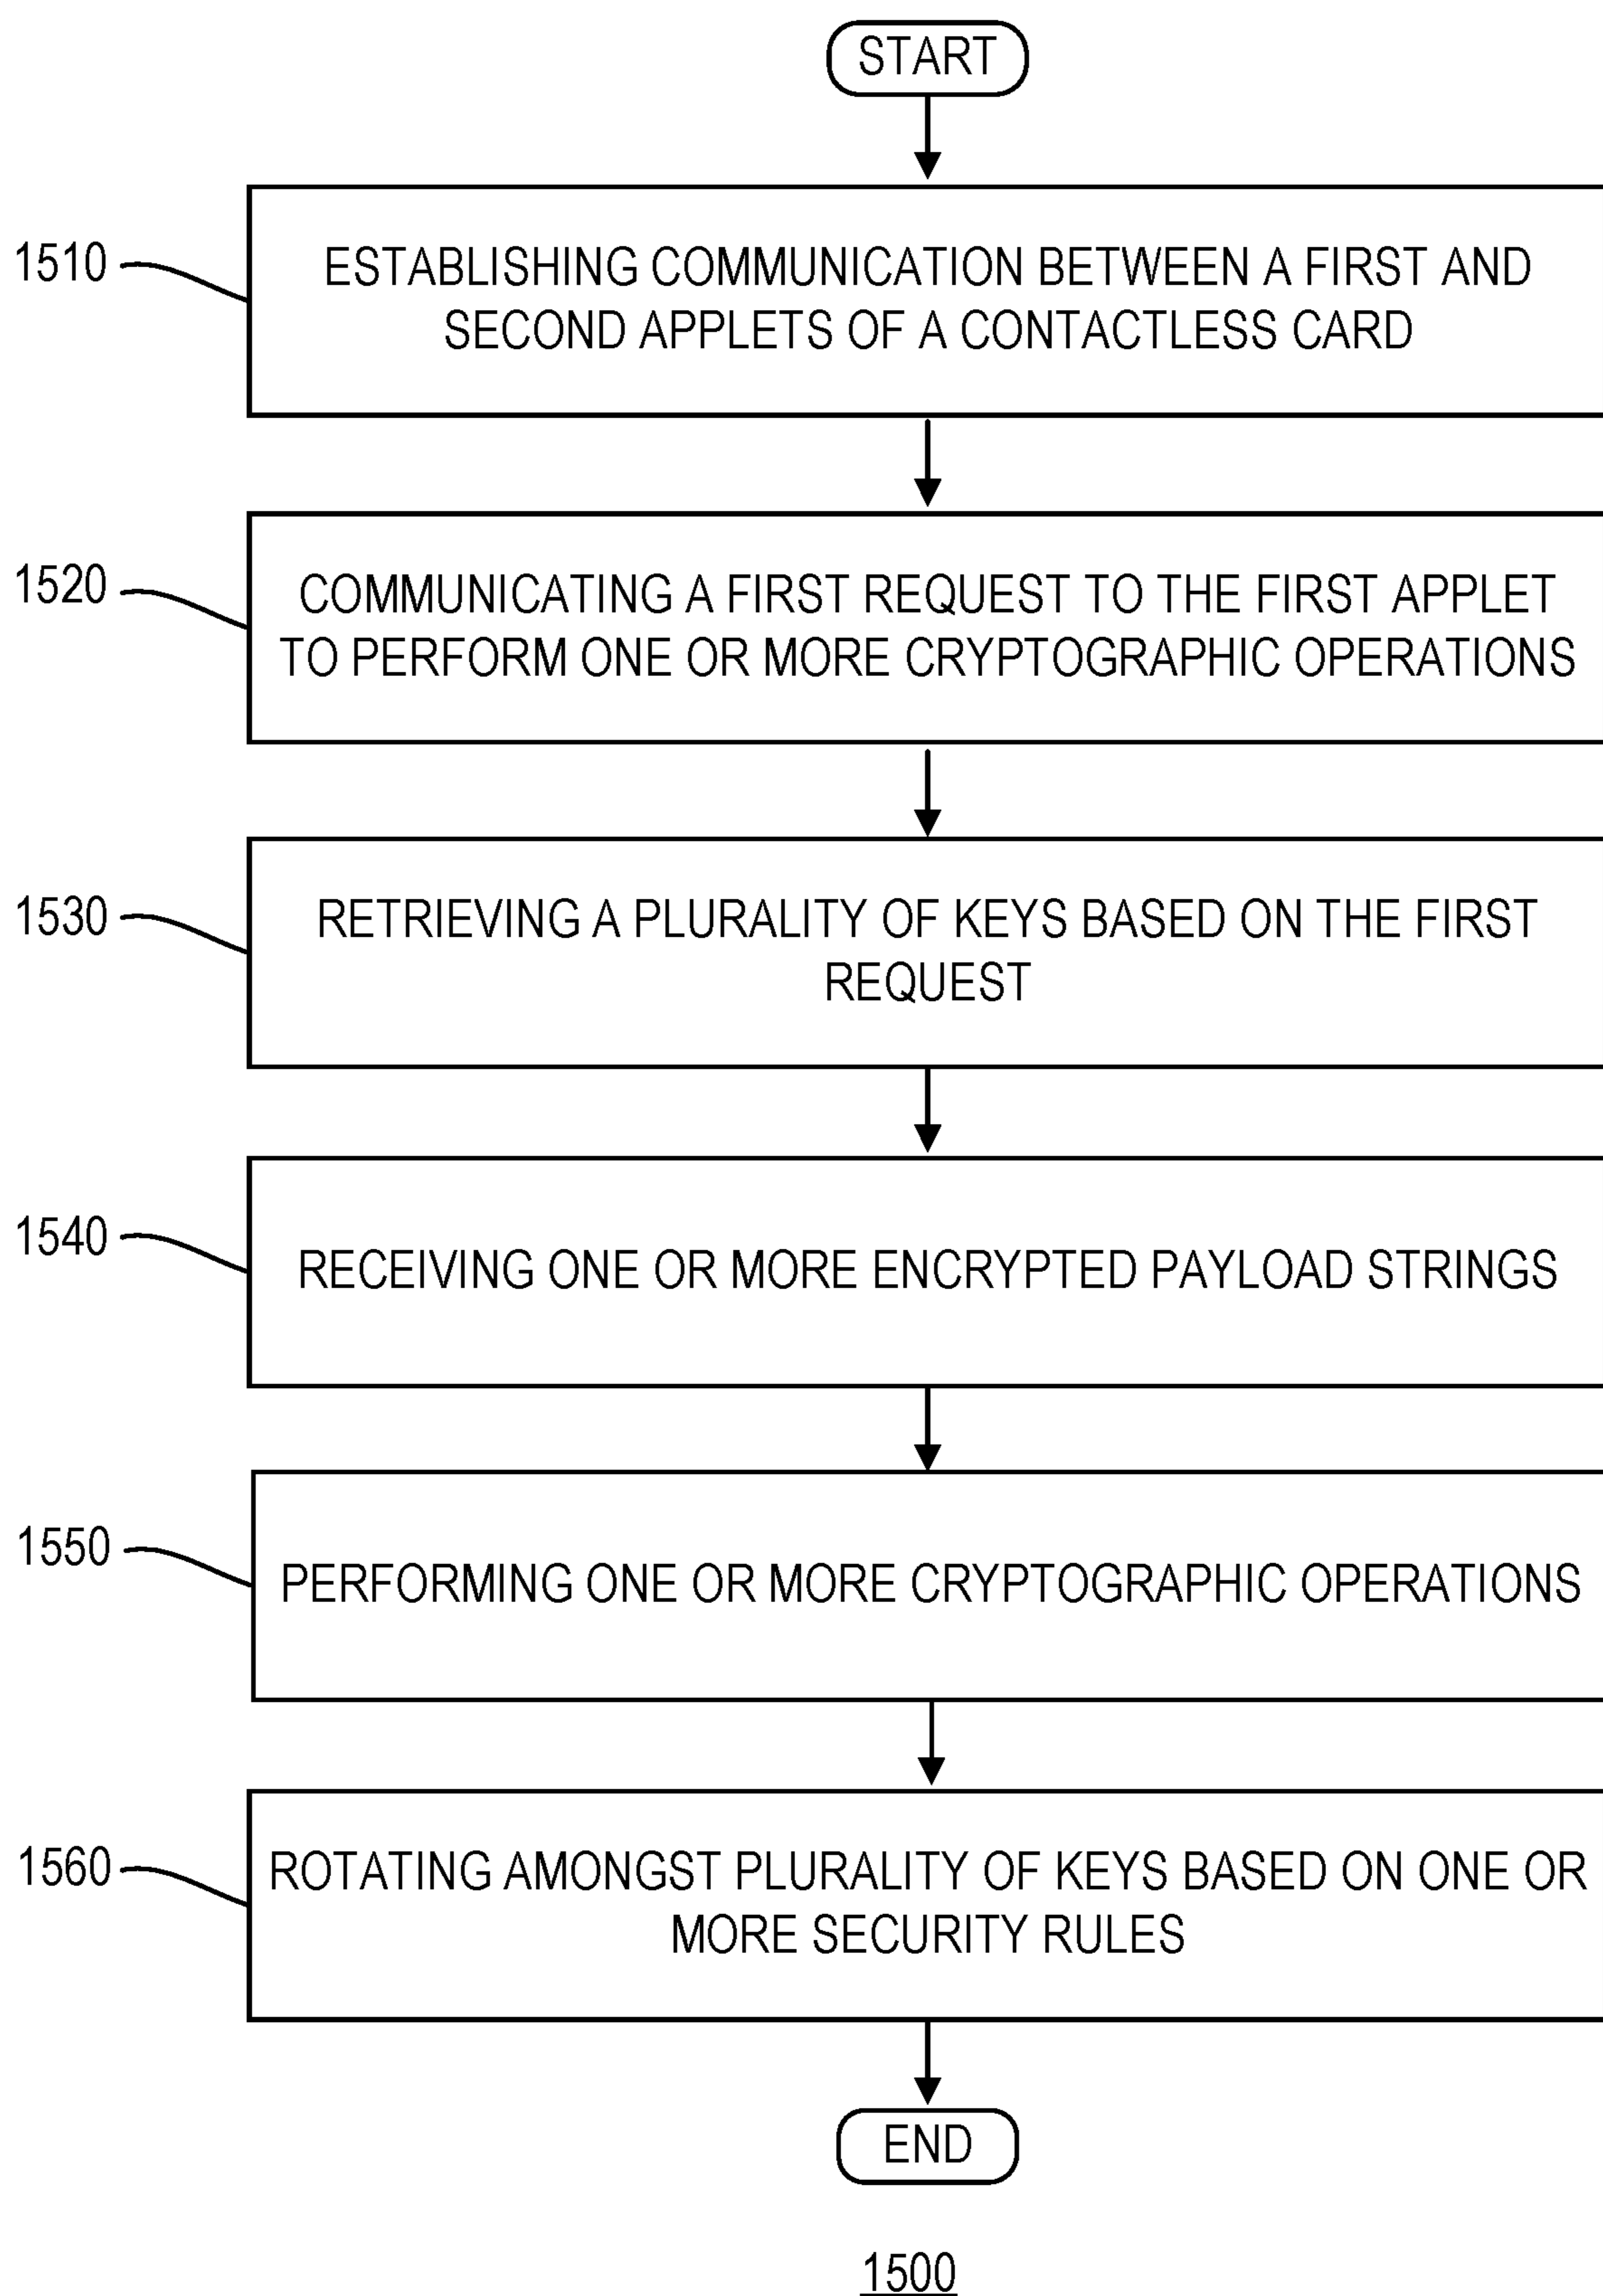 START
1510
ESTABLISHING COMMUNICATION BETWEEN A FIRST AND
SECOND APPLETS OF A CONTACTLESS CARD
1520
COMMUNICATING A FIRST REQUEST TO THE FIRST APPLET
TO PERFORM ONE OR MORE CRYPTOGRAPHIC OPERATIONS
1530
RETRIEVING A PLURALITY OF KEYS BASED ON THE FIRST
REQUEST
1540
RECEIVING ONE OR MORE ENCRYPTED PAYLOAD STRINGS
1550
PERFORMING ONE OR MORE CRYPTOGRAPHIC OPERATIONS
1560
ROTATING AMONGST PLURALITY OF KEYS BASED ON ONE OR
MORE SECURITY RULES
END
1500